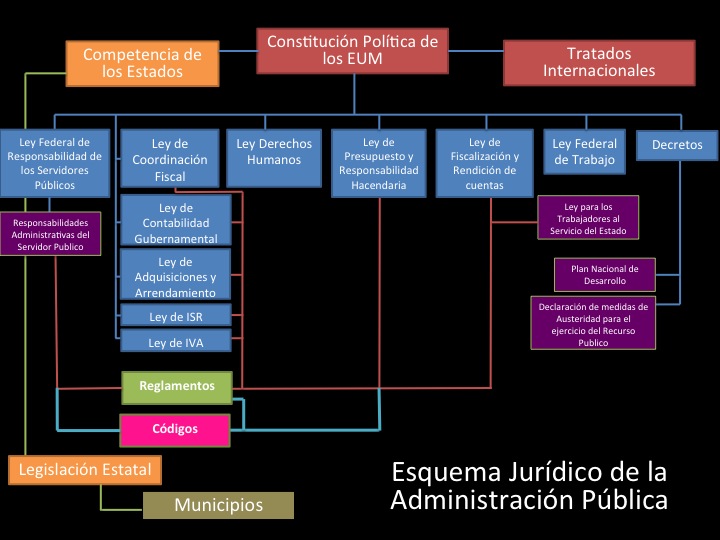 Competencia de
los Estados
Constitución Política de
los EUM
Tratados
Internacionales
Ley Federal de
Responsabilidad de
los Servidores
Públicos
Ley de
Coordinación
Fiscal
Ley Derechos
Humanos
Ley de
Presupuesto y
Responsabilidad
Hacendaria
Ley de
Fiscalización y
Rendición de
cuentas
Ley Federal
de Trabajo
Decretos
Responsabilidades
Administrativas del
Servidor Publico
Ley de
Contabilidad
Gubernamental
Ley para los
Trabajadores al
Servicio del Estado
Ley de
Adquisiciones y
Arrendamiento
Plan Nacional de
Desarrollo
Ley de ISR
Declaración de medidas de
Austeridad para el
ejercicio del Recurso
Publico
Ley de IVA
Reglamentos
Códigos
Legislación Estatal
Municipios
Esquema Jurídico de la
Administración Pública